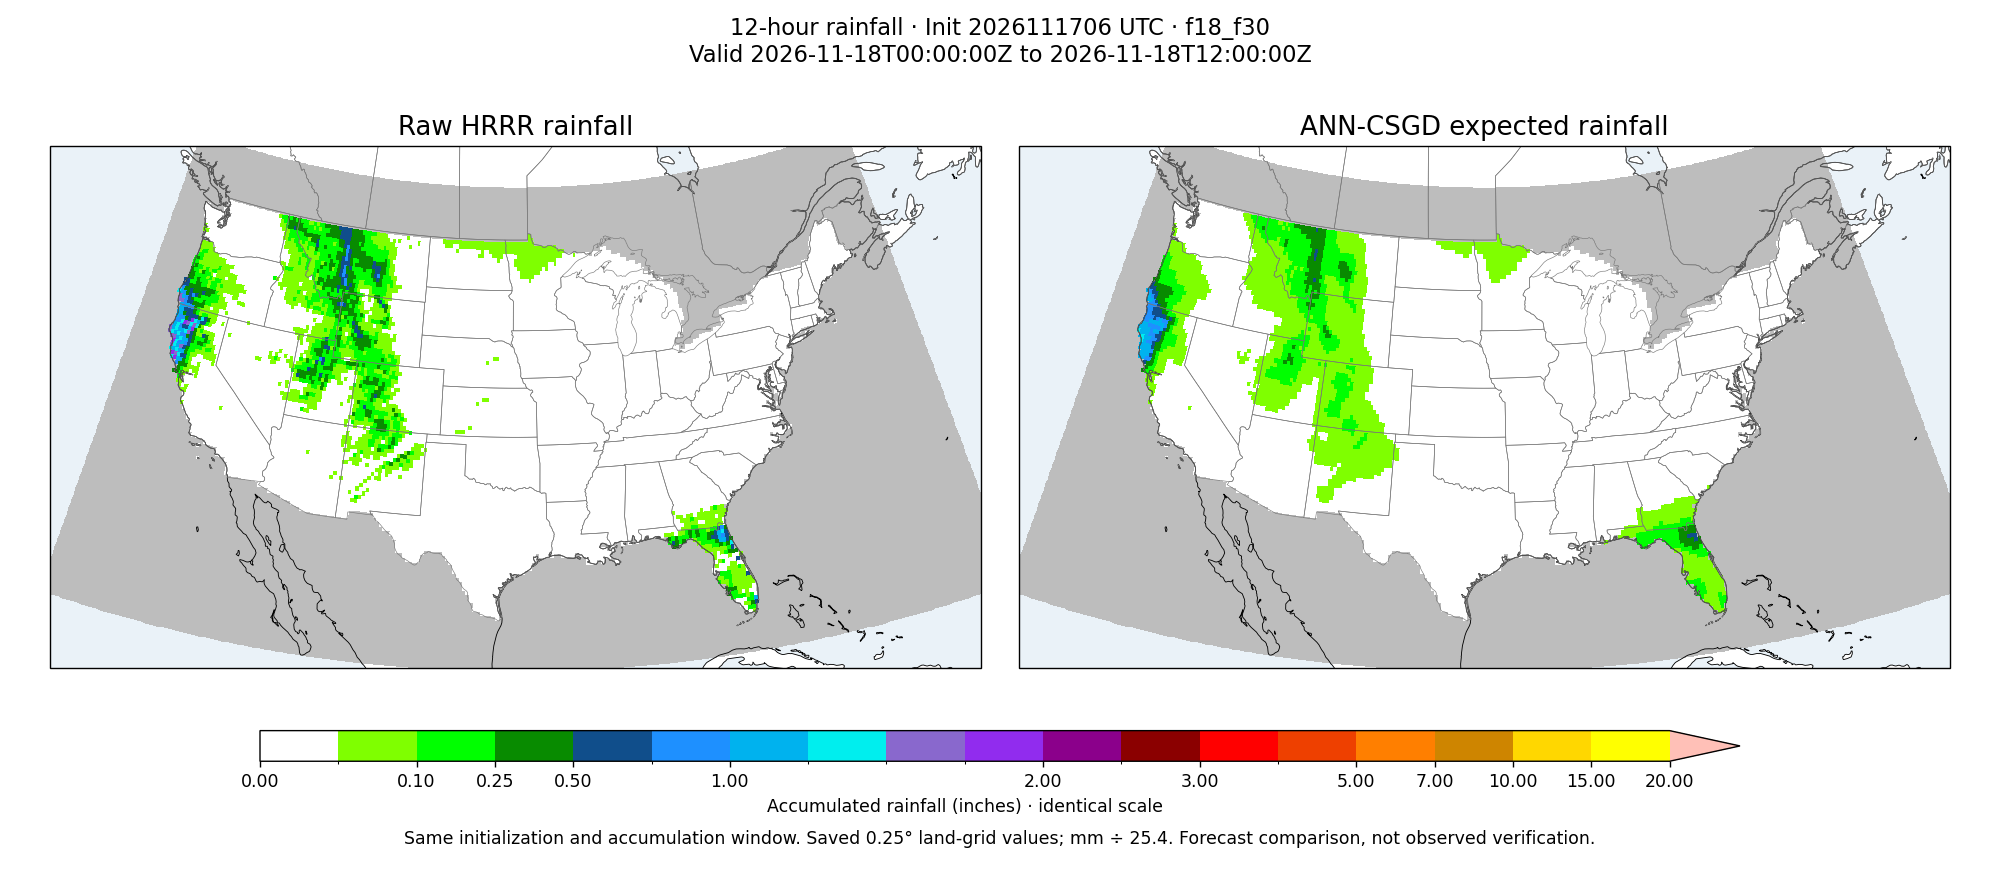 12-hour rainfall · Init 2026111706 UTC · f18_f30
Valid 2026-11-18T00:00:00Z to 2026-11-18T12:00:00Z
Raw HRRR rainfall
ANN-CSGD expected rainfall
0.00 0.10 0.25 0.50 1.00 2.00 3.00 5.00 7.00 10.00 15.00 20.00
Accumulated rainfall (inches) · identical scale
Same initialization and accumulation window. Saved 0.25° land-grid values; mm ÷ 25.4. Forecast comparison, not observed verification.